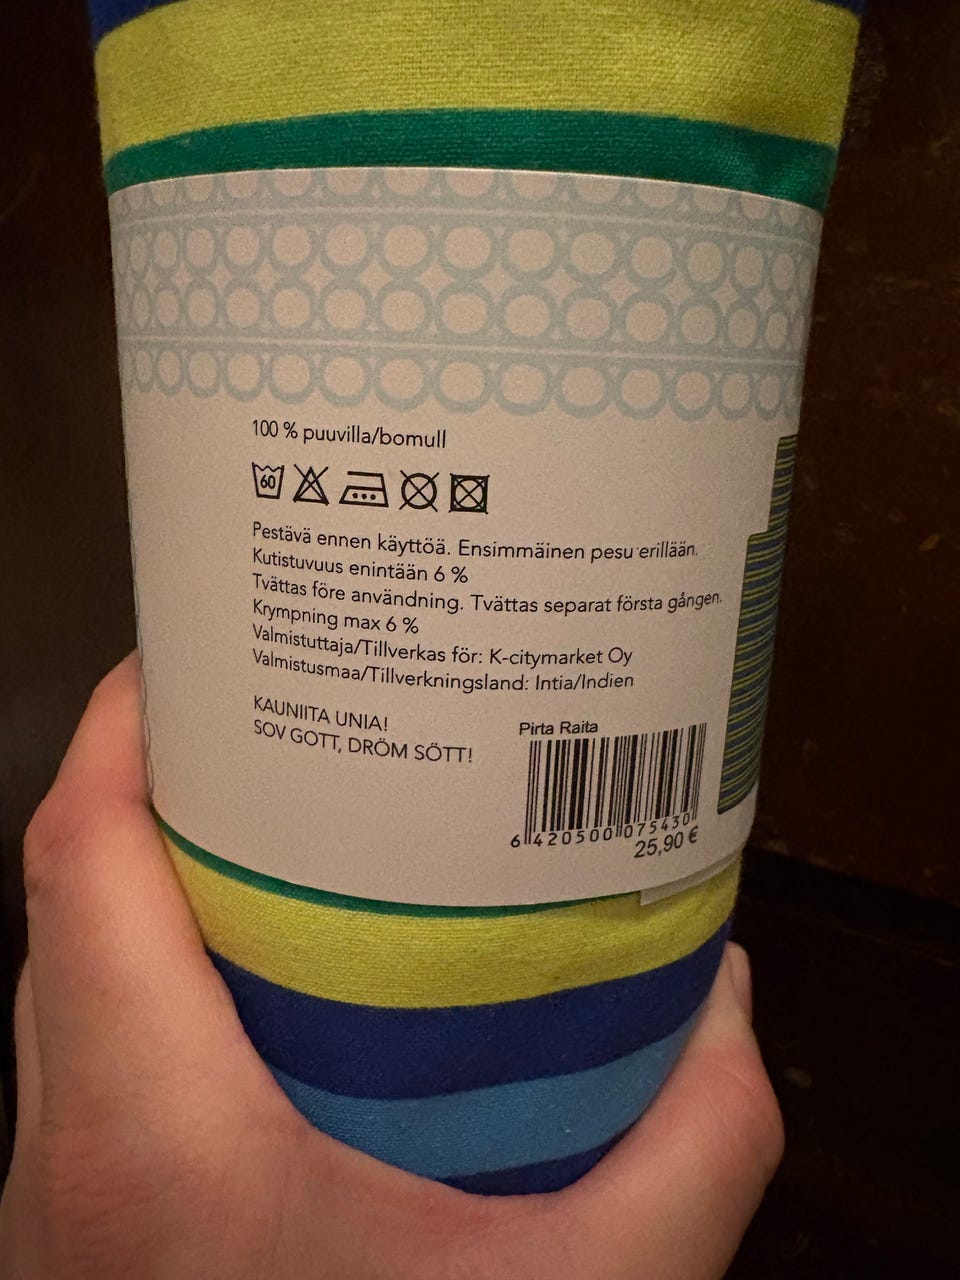 100 % puuvilla/bomull
60
Pestävä ennen käyttöä. Ensimmäinen pesu erillään.
Kutistuvuus enintään 6 %
Tvättas före användning. Tvättas separat första gången.
Krympning max 6 %
Valmistuttaja/Tillverkas för: K-citymarket Oy
Valmistusmaa/Tillverkningsland: Intia/Indien
KAUNIITA UNIA!
SOV GOTT, DRÖM SÖTT!
Pirta Raita
6 420500 075430
25,90 €